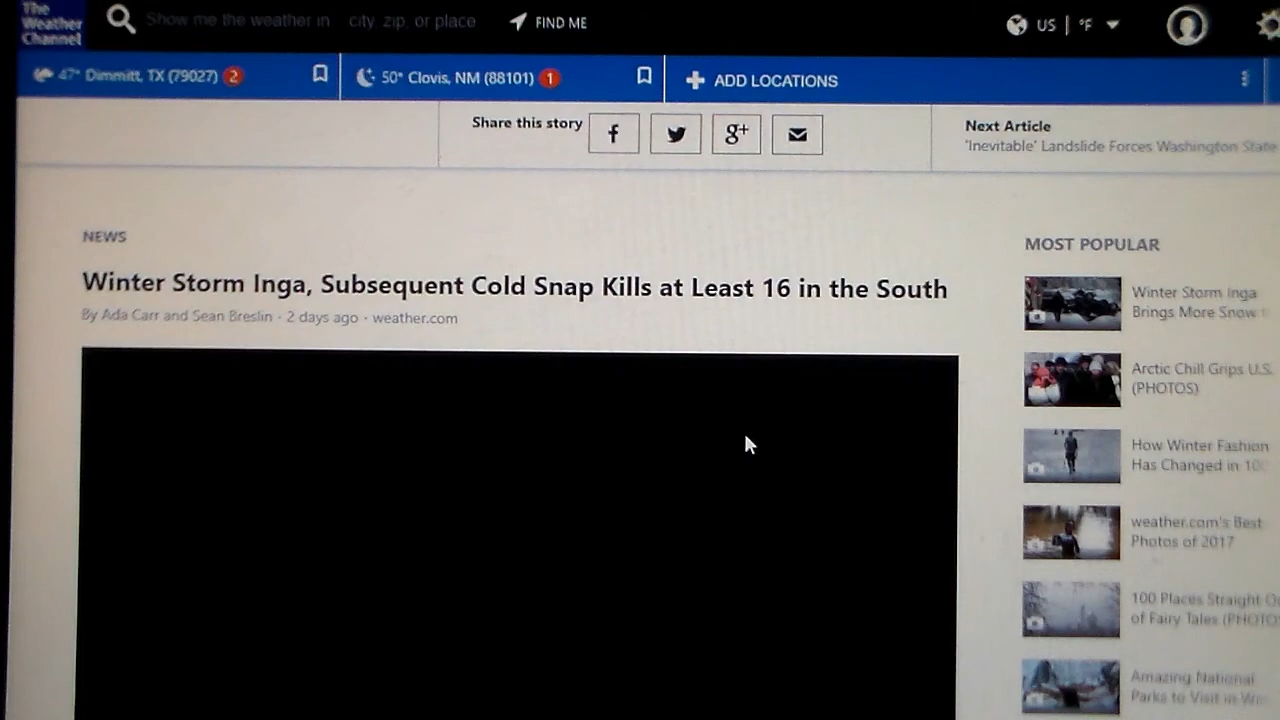 The
Weather
Channel
Show me the weather in city, zip, or place
FIND ME
US | °F
47° Dimmitt, TX (79027) 2
50° Clovis, NM (88101) 1
ADD LOCATIONS
Share this story
f
g+
Next Article
'Inevitable' Landslide Forces Washington State
NEWS
Winter Storm Inga, Subsequent Cold Snap Kills at Least 16 in the South
By Ada Carr and Sean Breslin · 2 days ago · weather.com
MOST POPULAR
Winter Storm Inga
Brings More Snow
Arctic Chill Grips U.S.
(PHOTOS)
How Winter Fashion
Has Changed in
weather.com's Best
Photos of 2017
100 Places Straight
of Fairy Tales (PHOTO
Amazing National
Parks to Visit in